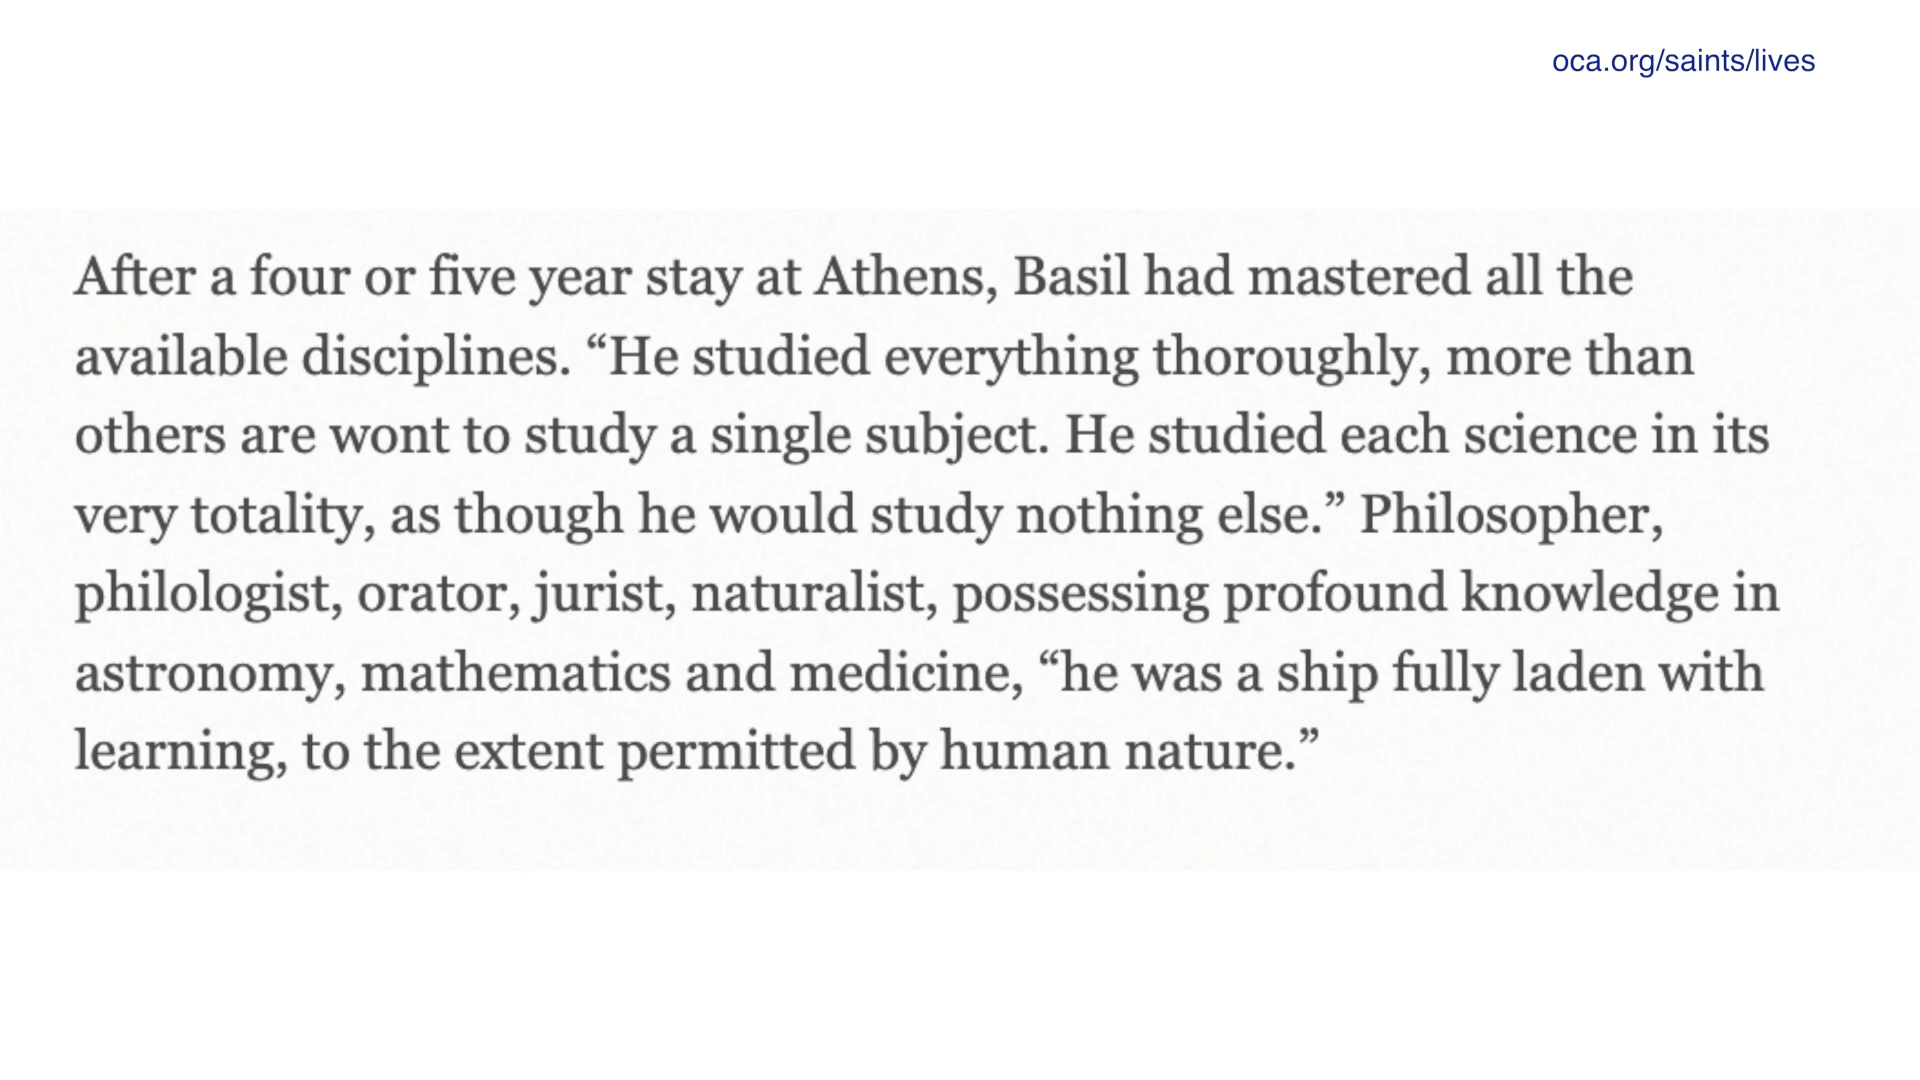 oca.org/saints/lives
After a four or five year stay at Athens, Basil had mastered all the
available disciplines. “He studied everything thoroughly, more than
others are wont to study a single subject. He studied each science in its
very totality, as though he would study nothing else.” Philosopher,
philologist, orator, jurist, naturalist, possessing profound knowledge in
astronomy, mathematics and medicine, “he was a ship fully laden with
learning, to the extent permitted by human nature.”